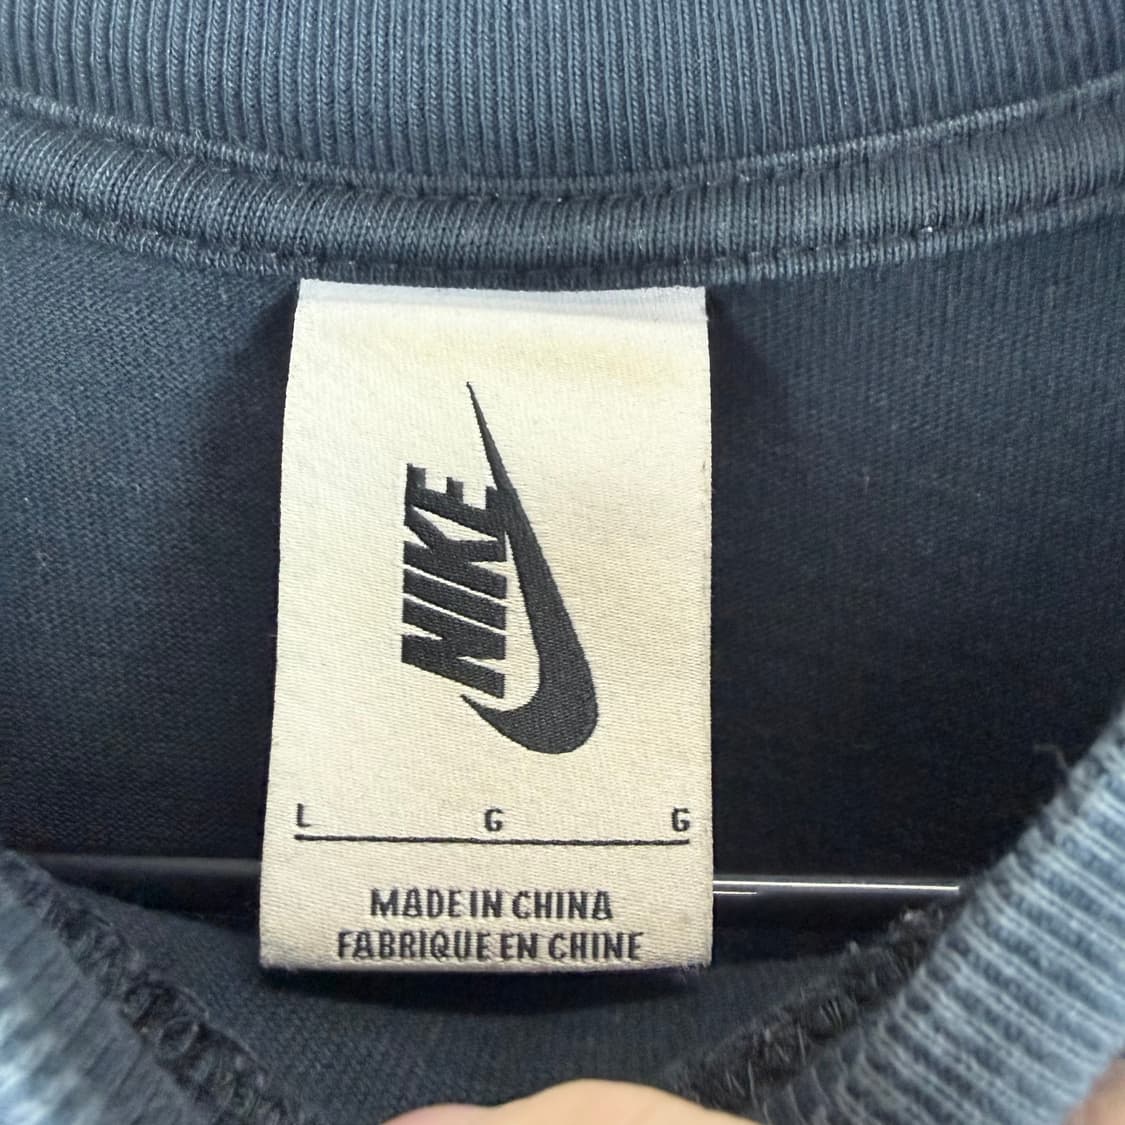 NIKE
L G G
MADE IN CHINA
FABRIQUE EN CHINE